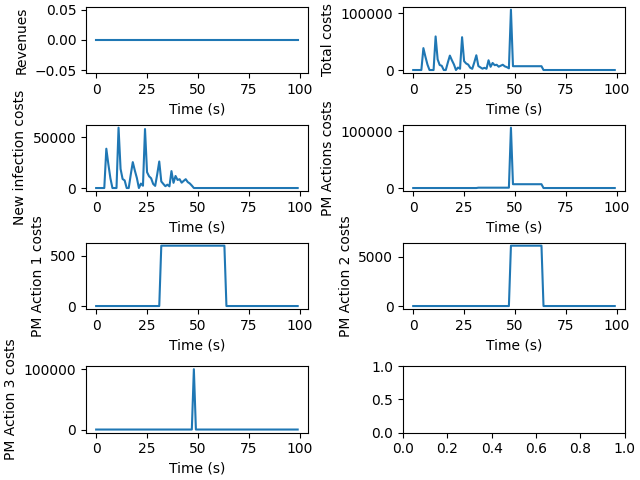 Revenues
0.05
0.00
−0.05
0 25 50 75 100
Time (s)
Total costs
100000
0
0 25 50 75 100
Time (s)
New infection costs
50000
0
0 25 50 75 100
Time (s)
PM Actions costs
100000
0
0 25 50 75 100
Time (s)
PM Action 1 costs
500
0
0 25 50 75 100
Time (s)
PM Action 2 costs
5000
0
0 25 50 75 100
Time (s)
PM Action 3 costs
100000
0
0 25 50 75 100
Time (s)
1.0
0.5
0.0
0.0 0.2 0.4 0.6 0.8 1.0